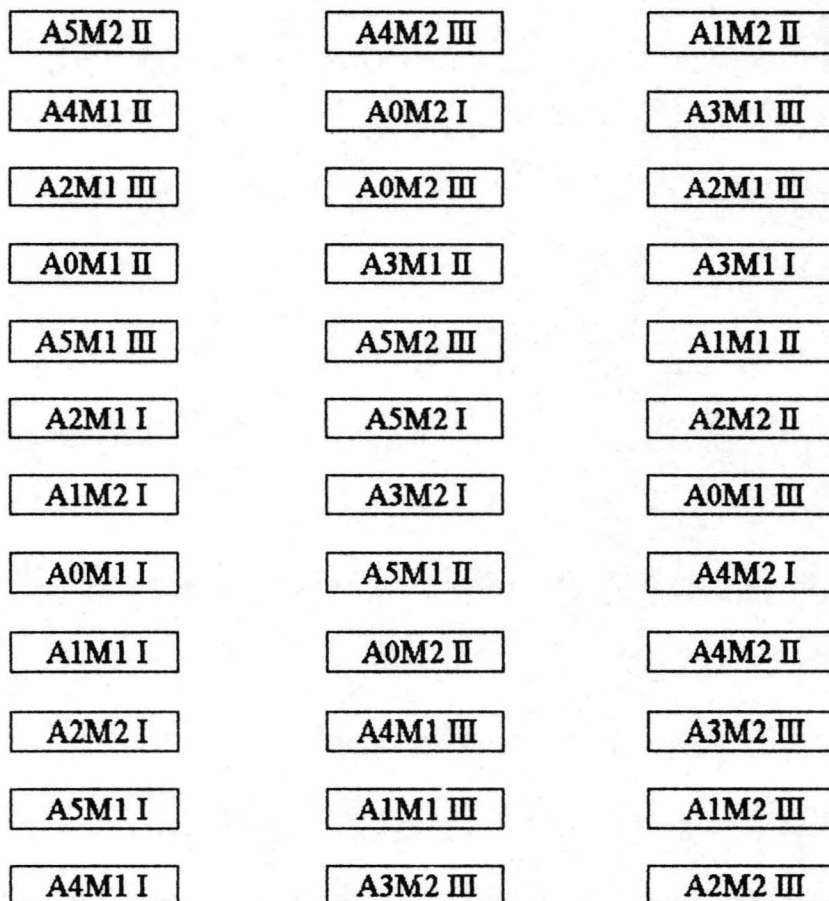 A5M2 II A4M2 III A1M2 II
A4M1 II A0M2 I A3M1 III
A2M1 III A0M2 III A2M1 III
A0M1 II A3M1 II A3M1 I
A5M1 III A5M2 III A1M1 II
A2M1 I A5M2 I A2M2 II
A1M2 I A3M2 I A0M1 III
A0M1 I A5M1 II A4M2 I
A1M1 I A0M2 II A4M2 II
A2M2 I A4M1 III A3M2 III
A5M1 I A1M1 III A1M2 III
A4M1 I A3M2 III A2M2 III